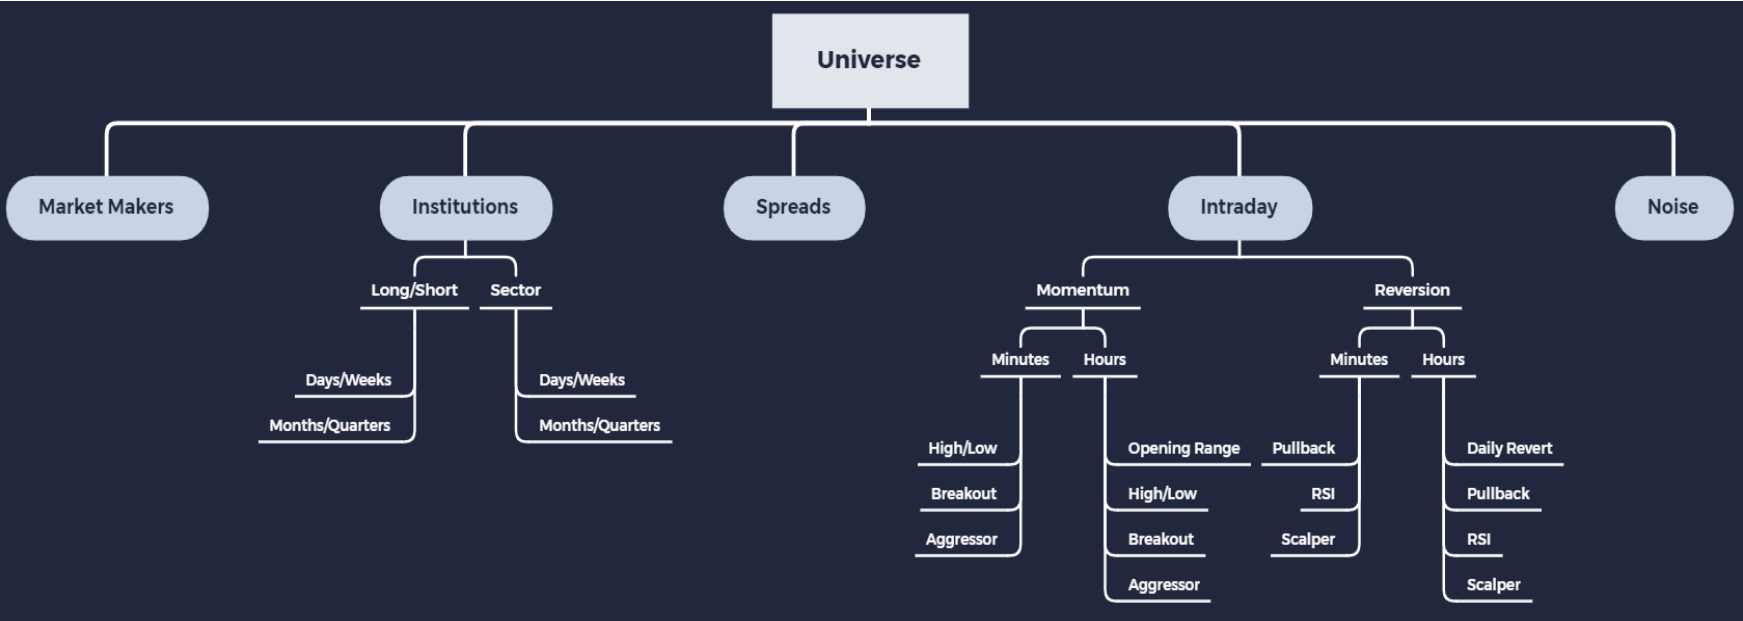 Universe
Market Makers
Institutions
Spreads
Intraday
Noise
Long/Short
Sector
Momentum
Reversion
Minutes
Hours
Minutes
Hours
Days/Weeks
Days/Weeks
Months/Quarters
Months/Quarters
High/Low
Opening Range
Pullback
Daily Revert
Breakout
High/Low
RSI
Pullback
Aggressor
Breakout
Scalper
RSI
Aggressor
Scalper